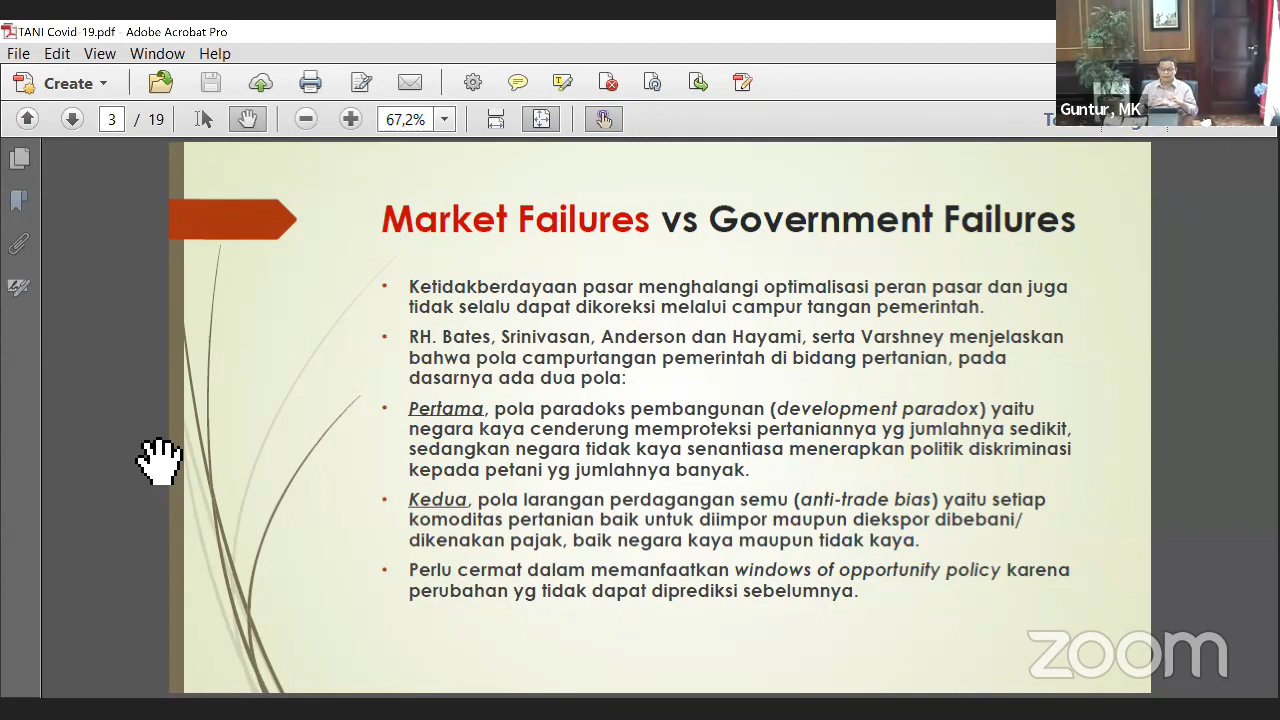 TANI Covid-19.pdf - Adobe Acrobat Pro
File Edit View Window Help
Create
3 / 19 67,2%
Guntur, MK
Market Failures vs Government Failures
• Ketidakberdayaan pasar menghalangi optimalisasi peran pasar dan juga
tidak selalu dapat dikoreksi melalui campur tangan pemerintah.
• RH. Bates, Srinivasan, Anderson dan Hayami, serta Varshney menjelaskan
bahwa pola campurtangan pemerintah di bidang pertanian, pada
dasarnya ada dua pola:
• Pertama, pola paradoks pembangunan (development paradox) yaitu
negara kaya cenderung memproteksi pertaniannya yg jumlahnya sedikit,
sedangkan negara tidak kaya senantiasa menerapkan politik diskriminasi
kepada petani yg jumlahnya banyak.
• Kedua, pola larangan perdagangan semu (anti-trade bias) yaitu setiap
komoditas pertanian baik untuk diimpor maupun diekspor dibebani/
dikenakan pajak, baik negara kaya maupun tidak kaya.
• Perlu cermat dalam memanfaatkan windows of opportunity policy karena
perubahan yg tidak dapat diprediksi sebelumnya.
zoom